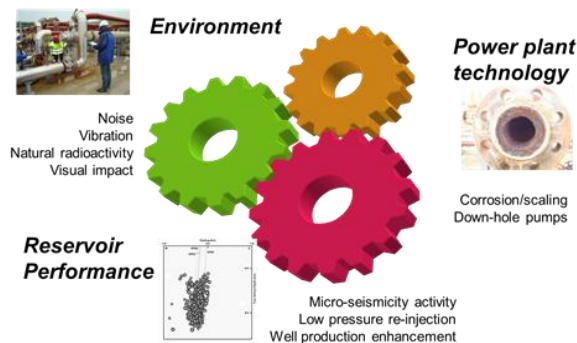 Environment
Noise
Vibration
Natural radioactivity
Visual impact
Power plant
technology
Corrosion/scaling
Down-hole pumps
Reservoir
Performance
Micro-seismicity activity
Low pressure re-injection
Well production enhancement